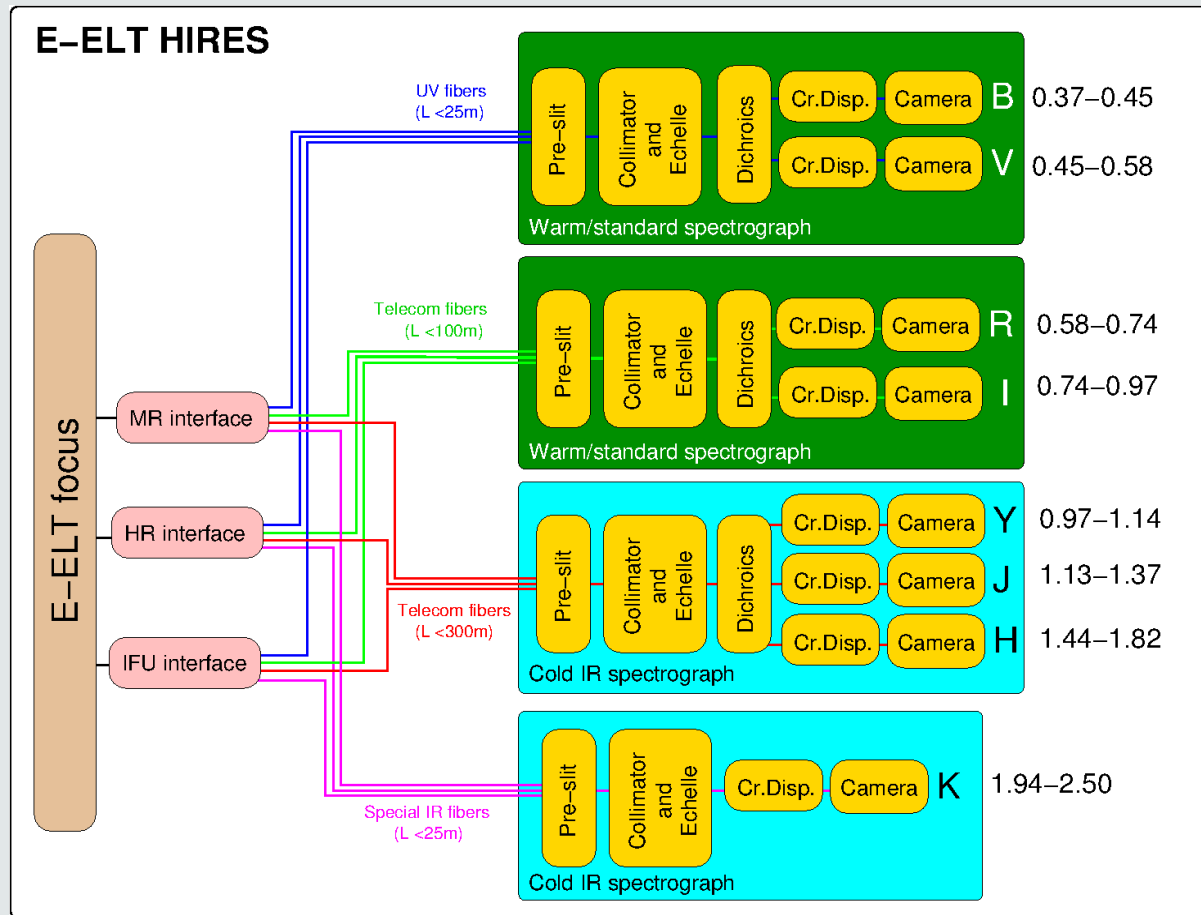 E-ELT HIRES
E-ELT focus
MR interface
HR interface
IFU interface
UV fibers
(L <25m)
Pre-slit
Collimator
and
Echelle
Dichroics
Cr.Disp.
Camera
B
0.37-0.45
Cr.Disp.
Camera
V
0.45-0.58
Warm/standard spectrograph
Telecom fibers
(L <100m)
Pre-slit
Collimator
and
Echelle
Dichroics
Cr.Disp.
Camera
R
0.58-0.74
Cr.Disp.
Camera
I
0.74-0.97
Warm/standard spectrograph
Telecom fibers
(L <300m)
Pre-slit
Collimator
and
Echelle
Dichroics
Cr.Disp.
Camera
Y
0.97-1.14
Cr.Disp.
Camera
J
1.13-1.37
Cr.Disp.
Camera
H
1.44-1.82
Cold IR spectrograph
Special IR fibers
(L <25m)
Pre-slit
Collimator
and
Echelle
Cr.Disp.
Camera
K
1.94-2.50
Cold IR spectrograph